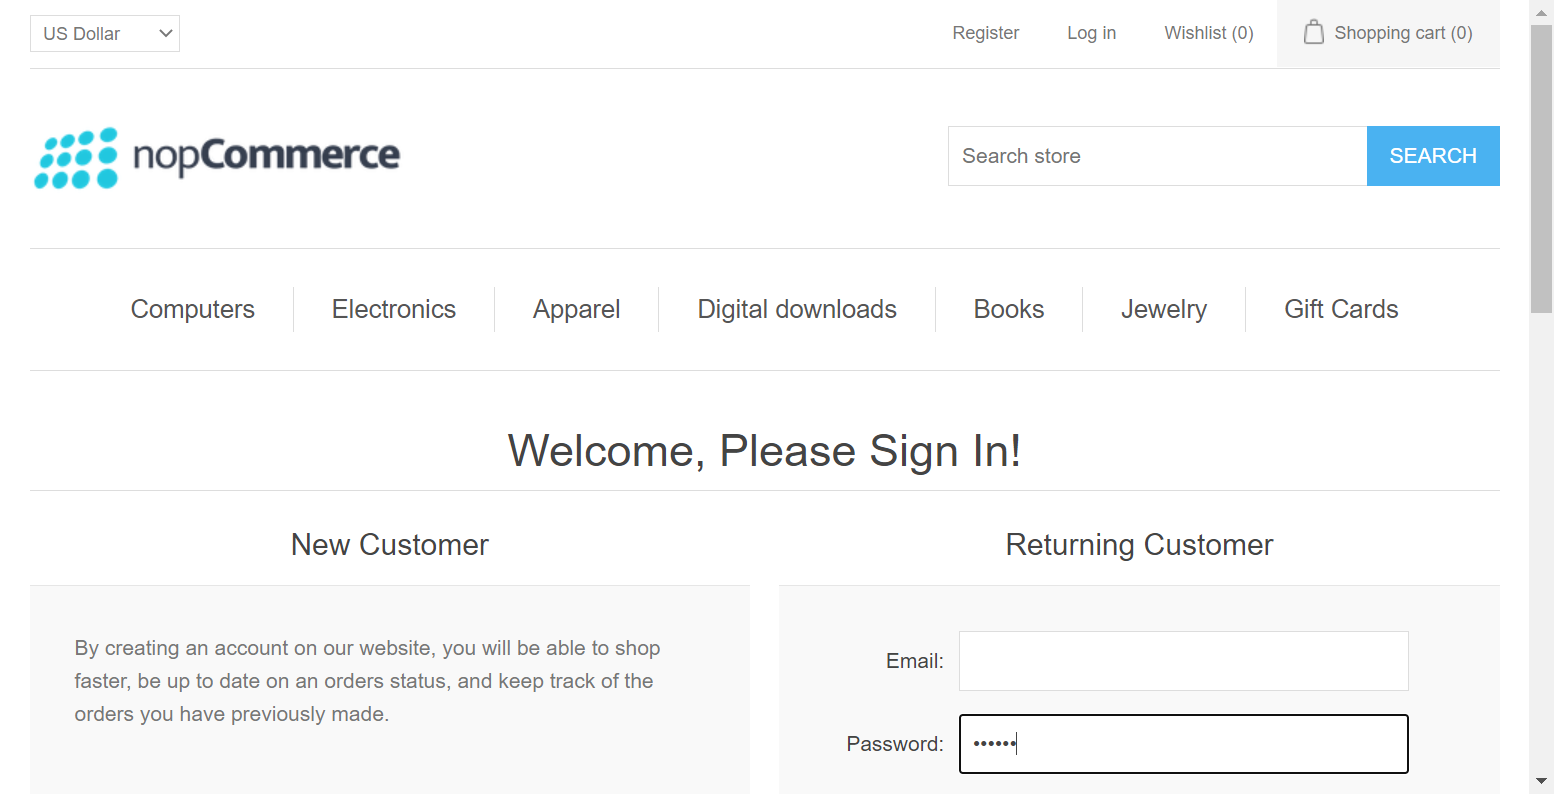 US Dollar
Register
Log in
Wishlist (0)
Shopping cart (0)
nopCommerce
Search store
SEARCH
Computers
Electronics
Apparel
Digital downloads
Books
Jewelry
Gift Cards
Welcome, Please Sign In!
New Customer
By creating an account on our website, you will be able to shop
faster, be up to date on an orders status, and keep track of the
orders you have previously made.
Returning Customer
Email:
Password:
••••••